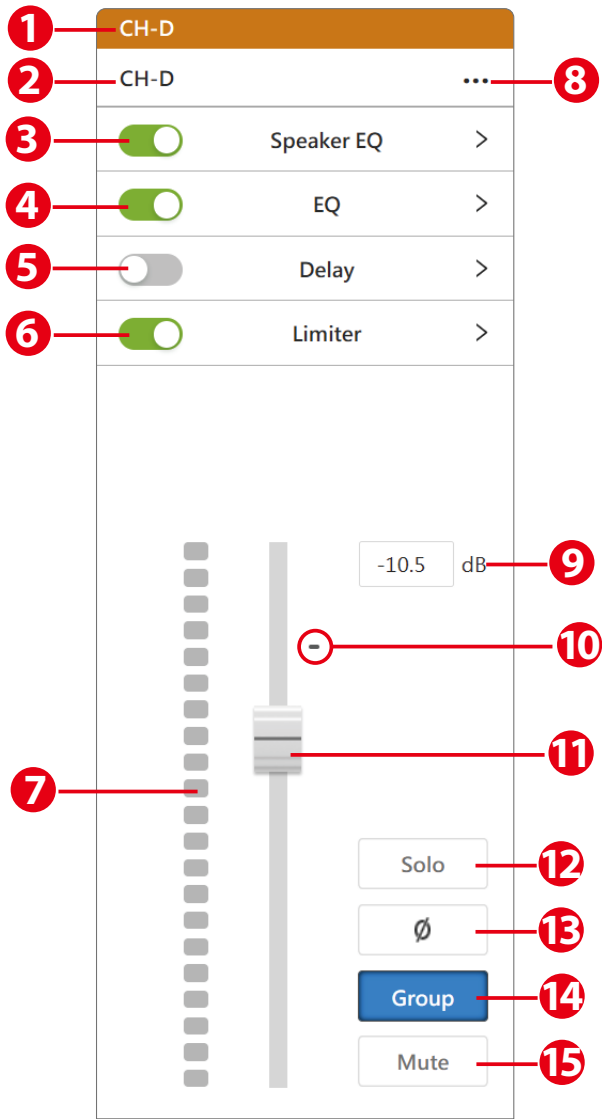 1 CH-D
2 CH-D ... 8
3 Speaker EQ >
4 EQ >
5 Delay >
6 Limiter >
-10.5 dB 9
- 10
11
7
Solo 12
Ø 13
Group 14
Mute 15